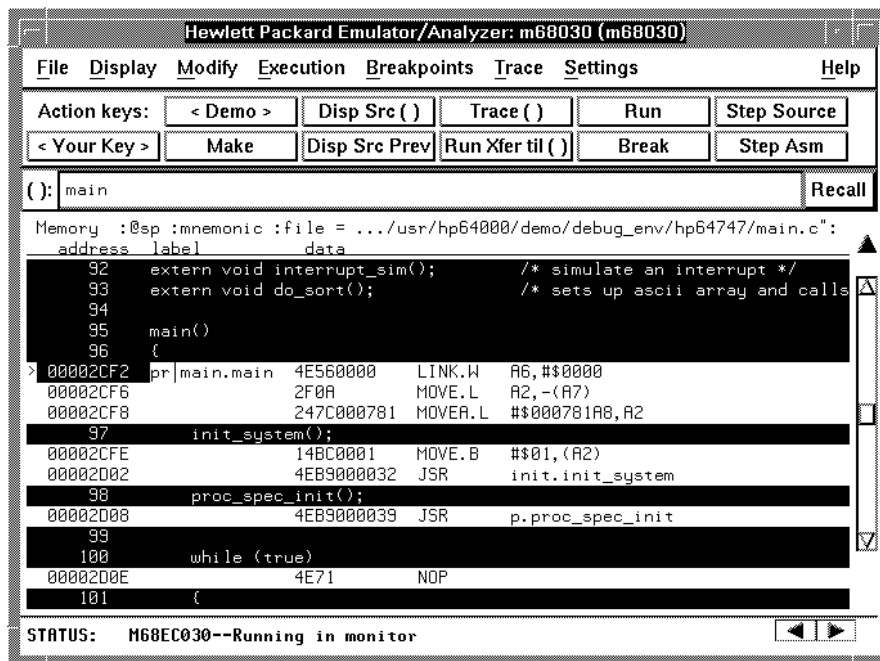 Hewlett Packard Emulator/Analyzer: m68030 (m68030)
File Display Modify Execution Breakpoints Trace Settings Help
Action keys: < Demo > Disp Src ( ) Trace ( ) Run Step Source
< Your Key > Make Disp Src Prev Run Xfer til ( ) Break Step Asm
( ): main Recall
Memory :@sp :mnemonic :file = .../usr/hp64000/demo/debug_env/hp64747/main.c":
address label data
92 extern void interrupt_sim(); /* simulate an interrupt */
93 extern void do_sort(); /* sets up ascii array and calls
94
95 main()
96 {
> 00002CF2 pr|main.main 4E560000 LINK.W A6,#$0000
00002CF6 2F0A MOVE.L A2,-(A7)
00002CF8 247C000781 MOVEA.L #$000781A8,A2
97 init_system();
00002CFE 14BC0001 MOVE.B #$01,(A2)
00002D02 4EB9000032 JSR init.init_system
98 proc_spec_init();
00002D08 4EB9000039 JSR p.proc_spec_init
99
100 while (true)
00002D0E 4E71 NOP
101 {
STATUS: M68EC030--Running in monitor